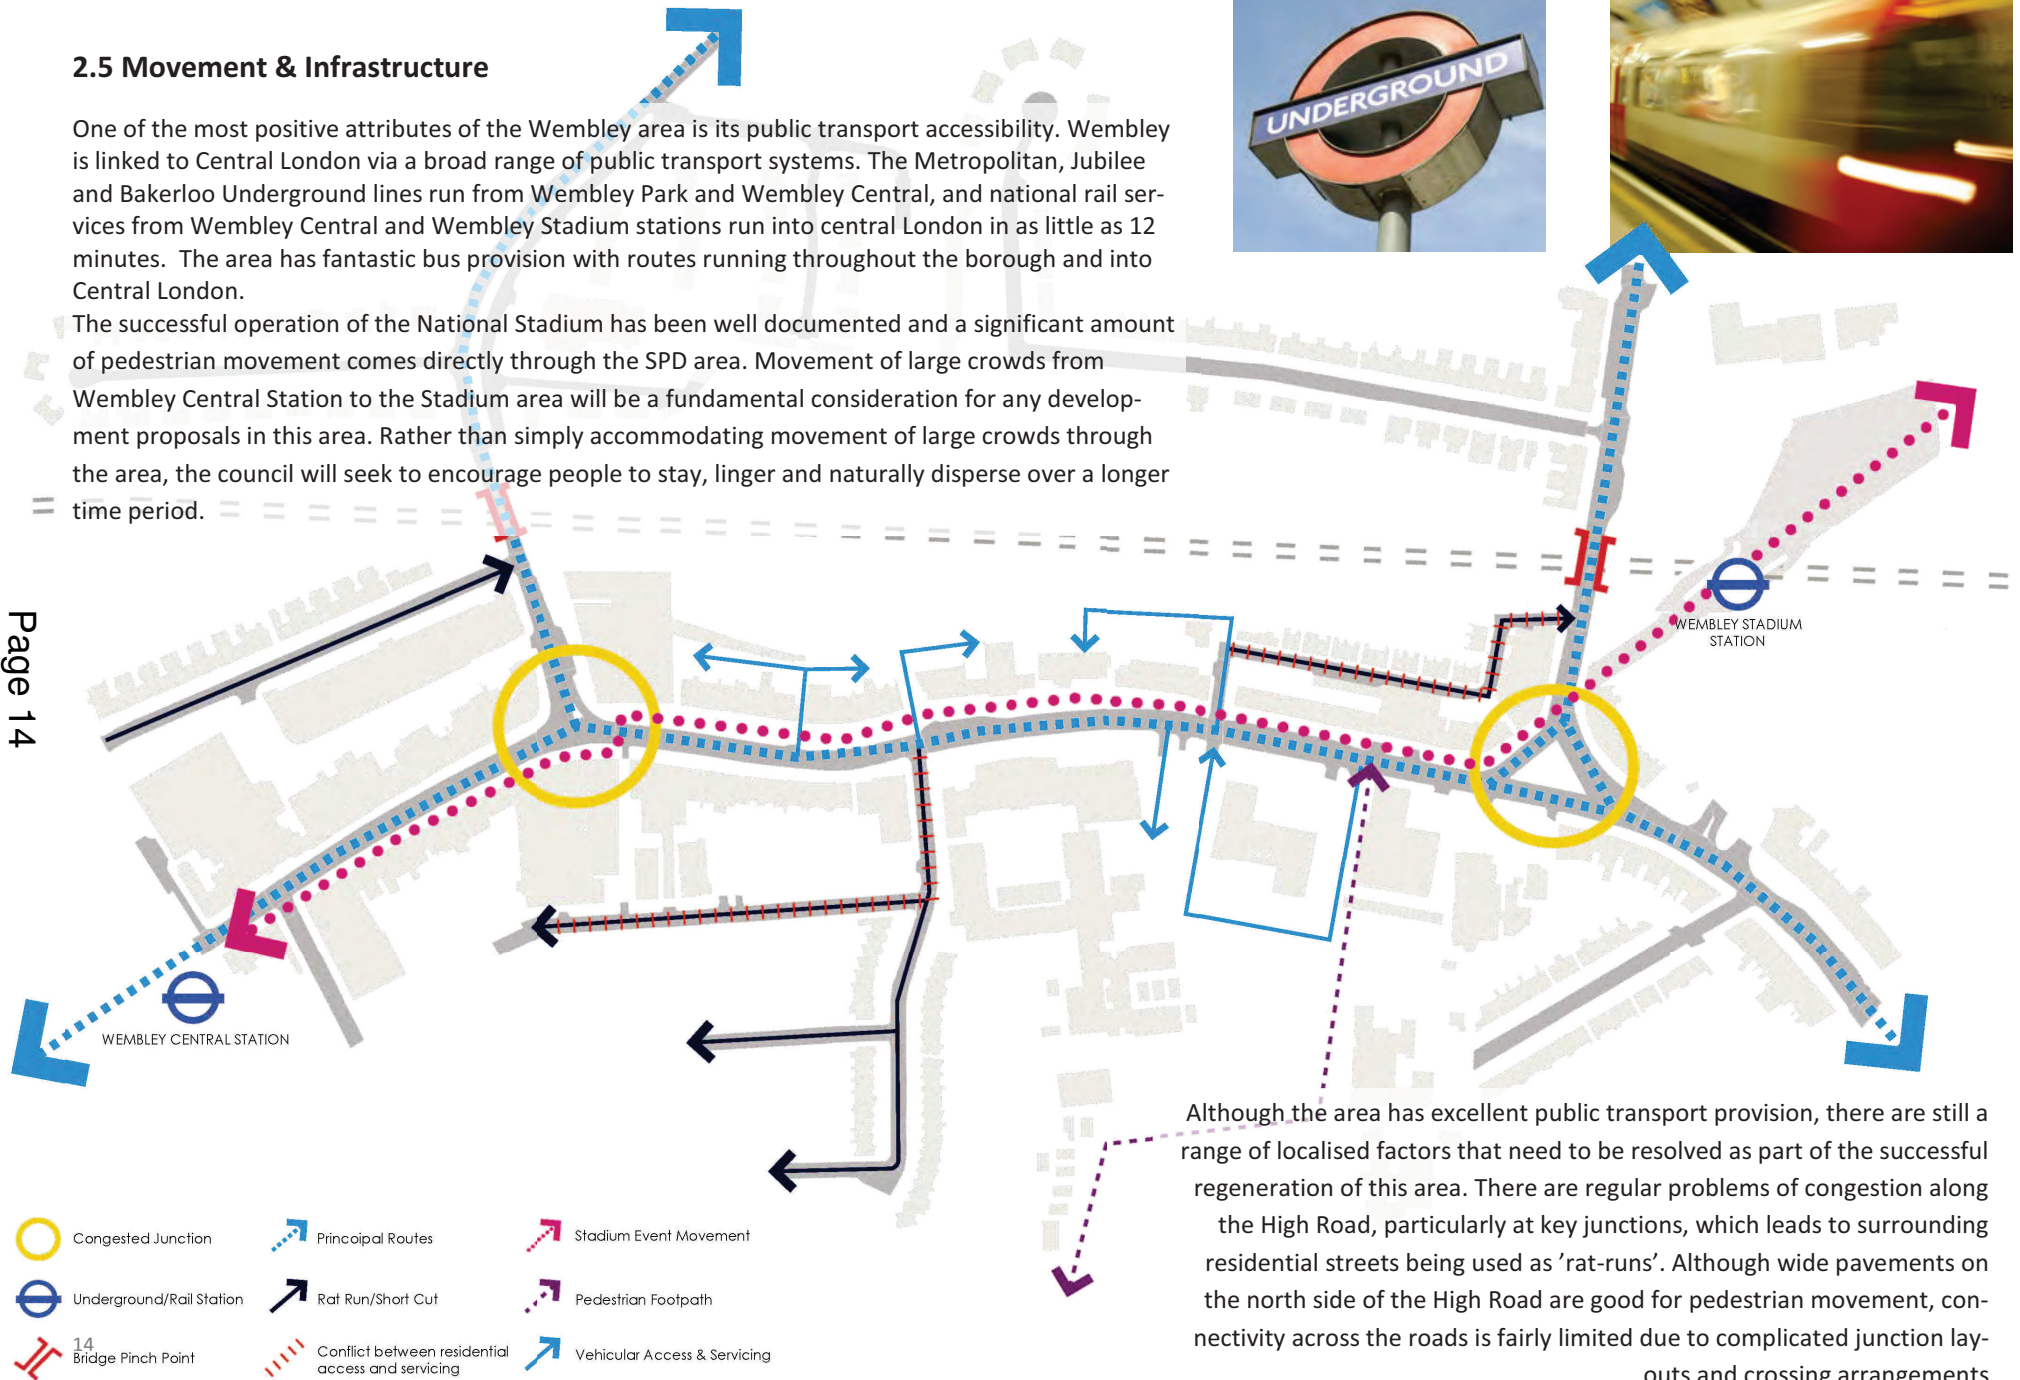 2.5 Movement & Infrastructure
One of the most positive attributes of the Wembley area is its public transport accessibility. Wembley
is linked to Central London via a broad range of public transport systems. The Metropolitan, Jubilee
and Bakerloo Underground lines run from Wembley Park and Wembley Central, and national rail ser-
vices from Wembley Central and Wembley Stadium stations run into central London in as little as 12
minutes.  The area has fantastic bus provision with routes running throughout the borough and into
Central London.
The successful operation of the National Stadium has been well documented and a significant amount
of pedestrian movement comes directly through the SPD area. Movement of large crowds from
Wembley Central Station to the Stadium area will be a fundamental consideration for any develop-
ment proposals in this area. Rather than simply accommodating movement of large crowds through
the area, the council will seek to encourage people to stay, linger and naturally disperse over a longer
time period.
UNDERGROUND
WEMBLEY STADIUM
STATION
Page 14
WEMBLEY CENTRAL STATION
Although the area has excellent public transport provision, there are still a
range of localised factors that need to be resolved as part of the successful
regeneration of this area. There are regular problems of congestion along
the High Road, particularly at key junctions, which leads to surrounding
residential streets being used as ’rat-runs’. Although wide pavements on
the north side of the High Road are good for pedestrian movement, con-
nectivity across the roads is fairly limited due to complicated junction lay-
outs and crossing arrangements
Congested Junction
Princoipal Routes
Stadium Event Movement
Underground/Rail Station
Rat Run/Short Cut
Pedestrian Footpath
14
Bridge Pinch Point
Conflict between residential
access and servicing
Vehicular Access & Servicing